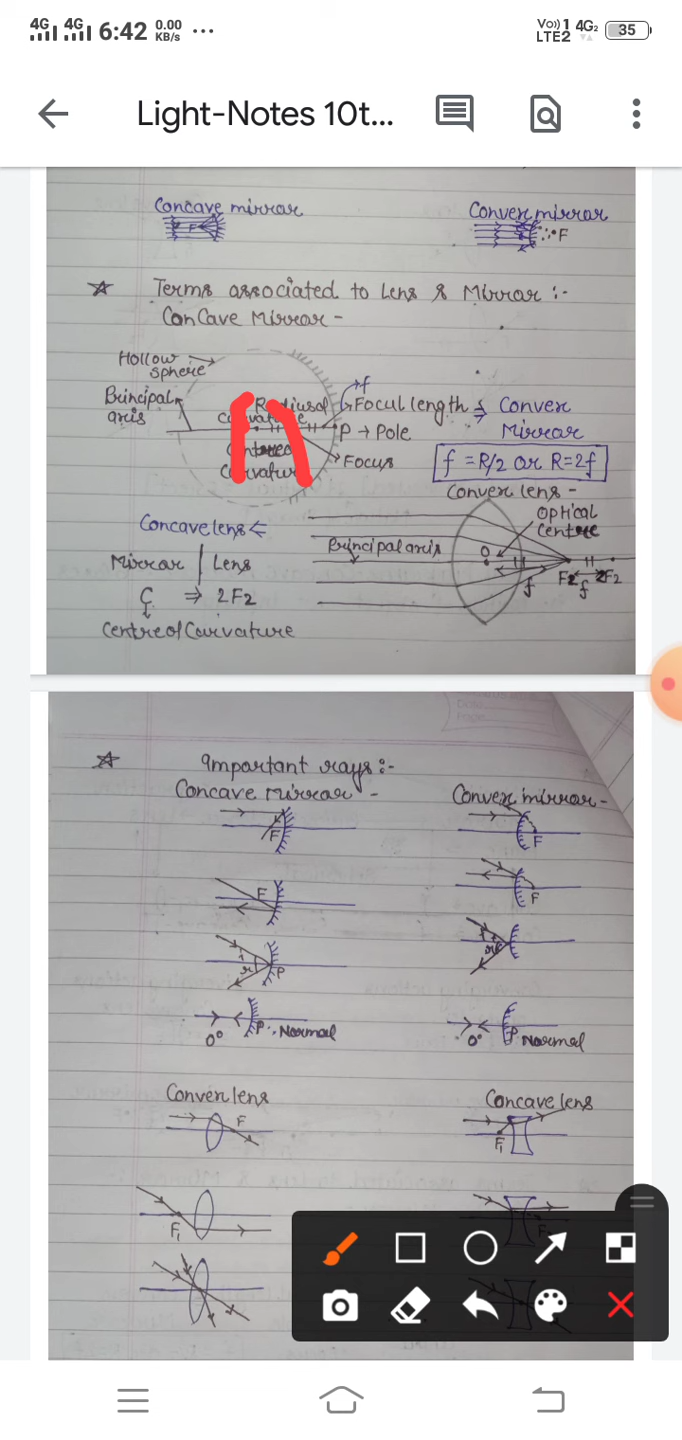 4G 4G 6:42 0.00 KB/s ...
Vo)) 1 4G2 LTE2 35
Light-Notes 10t...
Concave mirror
Convex mirror
F
F
Terms associated to Lens & Mirror :-
ConCave Mirror -
Hollow sphere
Principal axis
f
Focul length
Convex Mirror
P → Pole
Focus
f = R/2 or R=2f
Convex lens -
Optical Centre
Concave lens
Principal axis
O
Mirror | Lens
C ⇒ 2F2
f
F2
f
2F2
Centre of Curvature
Important rays :-
Concave mirror -
Convex mirror -
F
F
F
F
i
r
P
0°
P
Normal
0°
P
Normal
Convex lens
Concave lens
F
F1
F1